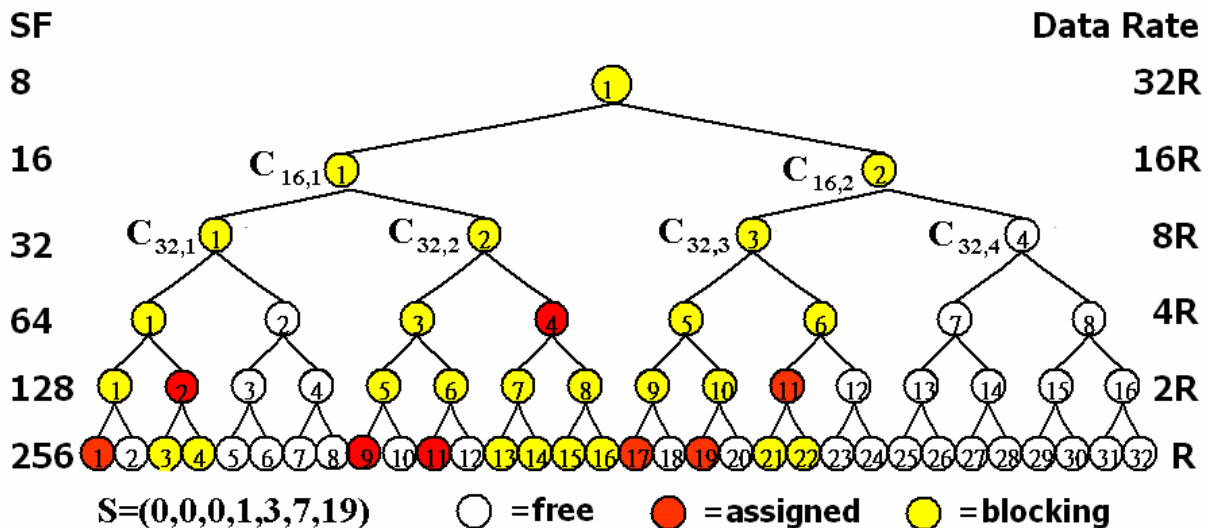 SF Data Rate
8 1 32R
16 C16,1 1 C16,2 2 16R
32 C32,1 1 C32,2 2 C32,3 3 C32,4 4 8R
64 1 2 3 4 5 6 7 8 4R
128 1 2 3 4 5 6 7 8 9 10 11 12 13 14 15 16 2R
256 1 2 3 4 5 6 7 8 9 10 11 12 13 14 15 16 17 18 19 20 21 22 23 24 25 26 27 28 29 30 31 32 R
S=(0,0,0,1,3,7,19) =free =assigned =blocking